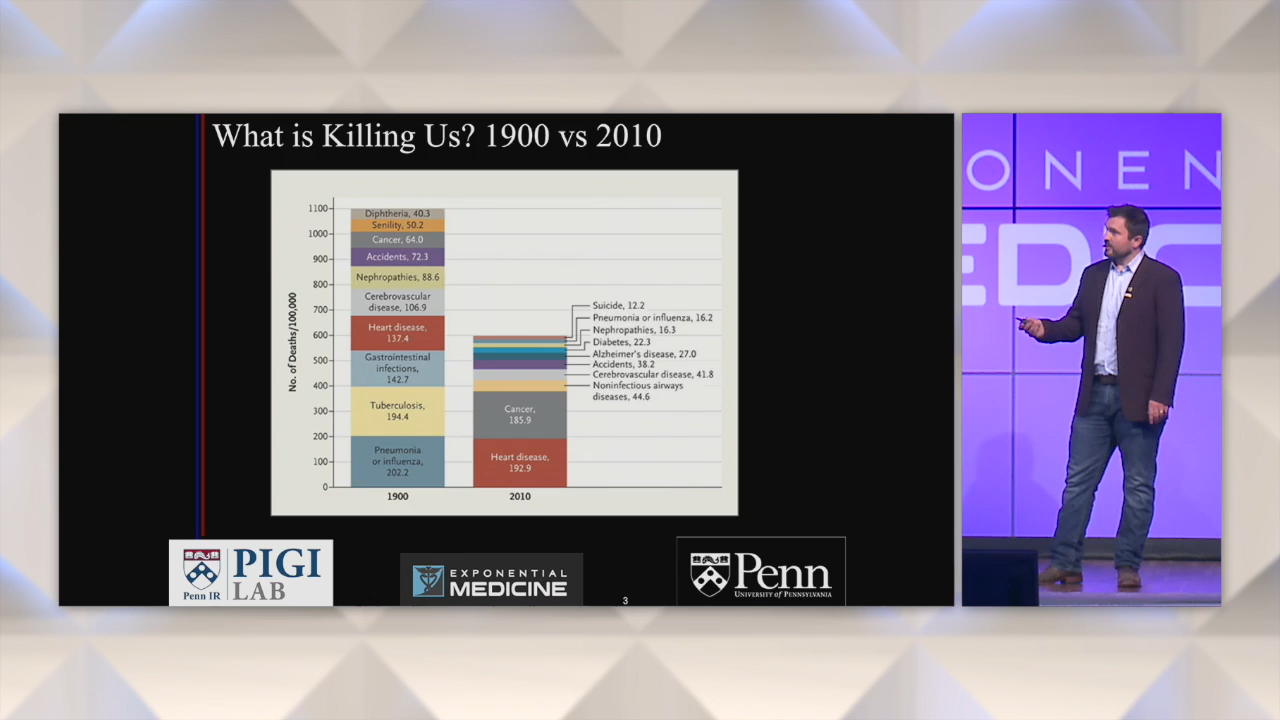 What is Killing Us? 1900 vs 2010
No. of Deaths/100,000
1100
1000
900
800
700
600
500
400
300
200
100
0
Diphtheria, 40.3
Senility, 50.2
Cancer, 64.0
Accidents, 72.3
Nephropathies, 88.6
Cerebrovascular
disease, 106.9
Heart disease,
137.4
Gastrointestinal
infections,
142.7
Tuberculosis,
194.4
Pneumonia
or influenza,
202.2
1900
Suicide, 12.2
Pneumonia or influenza, 16.2
Nephropathies, 16.3
Diabetes, 22.3
Alzheimer's disease, 27.0
Accidents, 38.2
Cerebrovascular disease, 41.8
Noninfectious airways
diseases, 44.6
Cancer,
185.9
Heart disease,
192.9
2010
Penn IR
PIGI
LAB
EXPONENTIAL
MEDICINE
3
Penn
UNIVERSITY OF PENNSYLVANIA
ONEN
EDIC